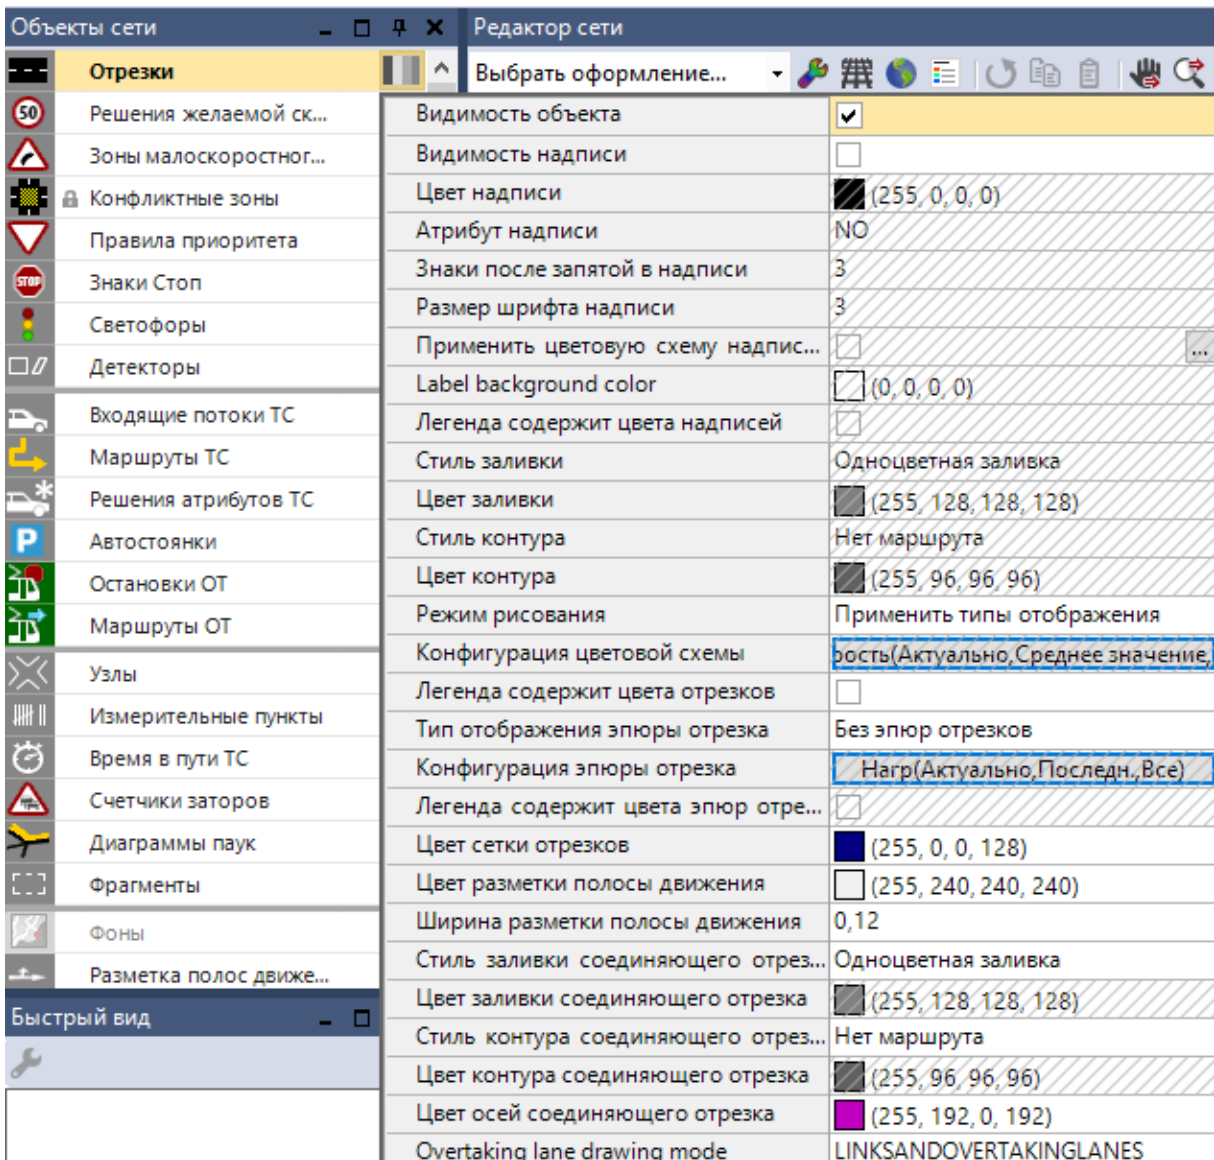 Объекты сети
Редактор сети
Отрезки
Выбрать оформление...
50
Решения желаемой ск...
Зоны малоскоростног...
Конфликтные зоны
Правила приоритета
STOP
Знаки Стоп
Светофоры
Детекторы
Входящие потоки ТС
Маршруты ТС
Решения атрибутов ТС
P
Автостоянки
Остановки ОТ
Маршруты ОТ
Узлы
Измерительные пункты
Время в пути ТС
Счетчики заторов
Диаграммы паук
Фрагменты
Фоны
Разметка полос движе...
Быстрый вид
Видимость объекта
Видимость надписи
Цвет надписи (255, 0, 0, 0)
Атрибут надписи NO
Знаки после запятой в надписи 3
Размер шрифта надписи 3
Применить цветовую схему надпис... ...
Label background color (0, 0, 0, 0)
Легенда содержит цвета надписей
Стиль заливки Одноцветная заливка
Цвет заливки (255, 128, 128, 128)
Стиль контура Нет маршрута
Цвет контура (255, 96, 96, 96)
Режим рисования Применить типы отображения
Конфигурация цветовой схемы рость(Актуально,Среднее значение,
Легенда содержит цвета отрезков
Тип отображения эпюры отрезка Без эпюр отрезков
Конфигурация эпюры отрезка Нагр(Актуально,Последн.,Все)
Легенда содержит цвета эпюр отре...
Цвет сетки отрезков (255, 0, 0, 128)
Цвет разметки полосы движения (255, 240, 240, 240)
Ширина разметки полосы движения 0,12
Стиль заливки соединяющего отрез... Одноцветная заливка
Цвет заливки соединяющего отрезка (255, 128, 128, 128)
Стиль контура соединяющего отрез... Нет маршрута
Цвет контура соединяющего отрезка (255, 96, 96, 96)
Цвет осей соединяющего отрезка (255, 192, 0, 192)
Overtaking lane drawing mode LINKSANDOVERTAKINGLANES